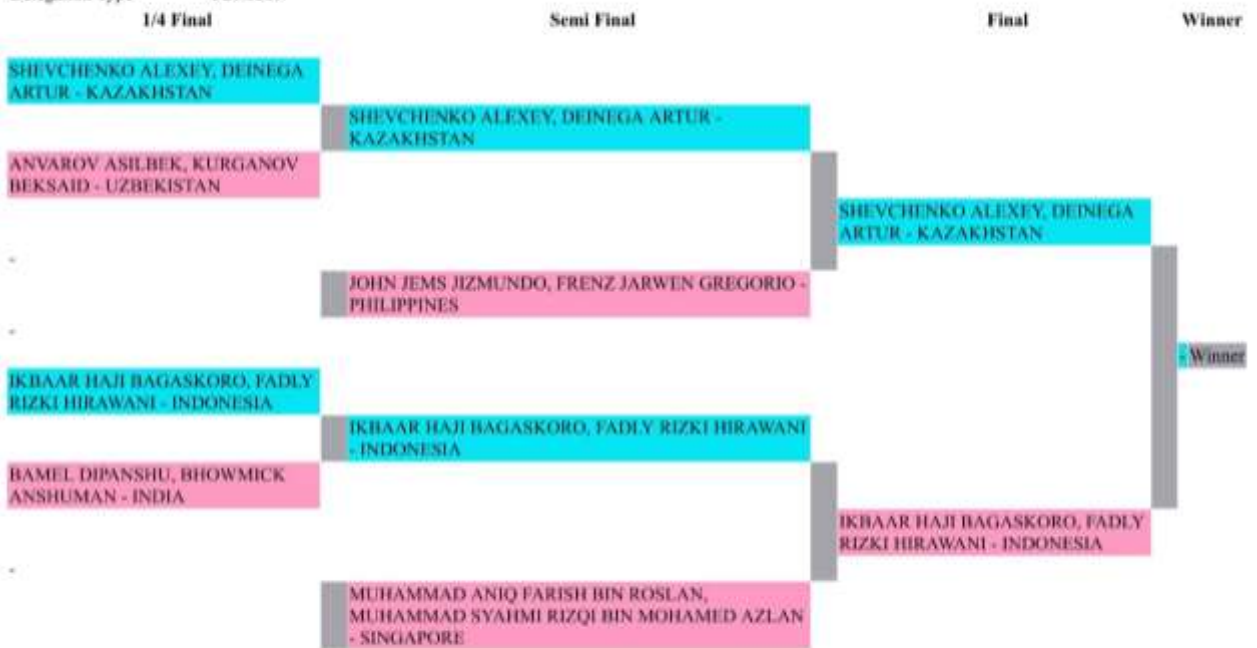 1/4 Final
Semi Final
Final
Winner
SHEVCHENKO ALEXEY, DEINEGA
ARTUR - KAZAKHSTAN
SHEVCHENKO ALEXEY, DEINEGA ARTUR -
KAZAKHSTAN
ANVAROV ASILBEK, KURGANOV
BEKSAID - UZBEKISTAN
SHEVCHENKO ALEXEY, DEINEGA
ARTUR - KAZAKHSTAN
-
JOHN JEMS JIZMUNDO, FRENZ JARWEN GREGORIO -
PHILIPPINES
-
- Winner
IKBAAR HAJI BAGASKORO, FADLY
RIZKI HIRAWANI - INDONESIA
IKBAAR HAJI BAGASKORO, FADLY RIZKI HIRAWANI
- INDONESIA
BAMEL DIPANSHU, BHOWMICK
ANSHUMAN - INDIA
IKBAAR HAJI BAGASKORO, FADLY
RIZKI HIRAWANI - INDONESIA
-
MUHAMMAD ANIQ FARISH BIN ROSLAN,
MUHAMMAD SYAHMI RIZQI BIN MOHAMED AZLAN
- SINGAPORE